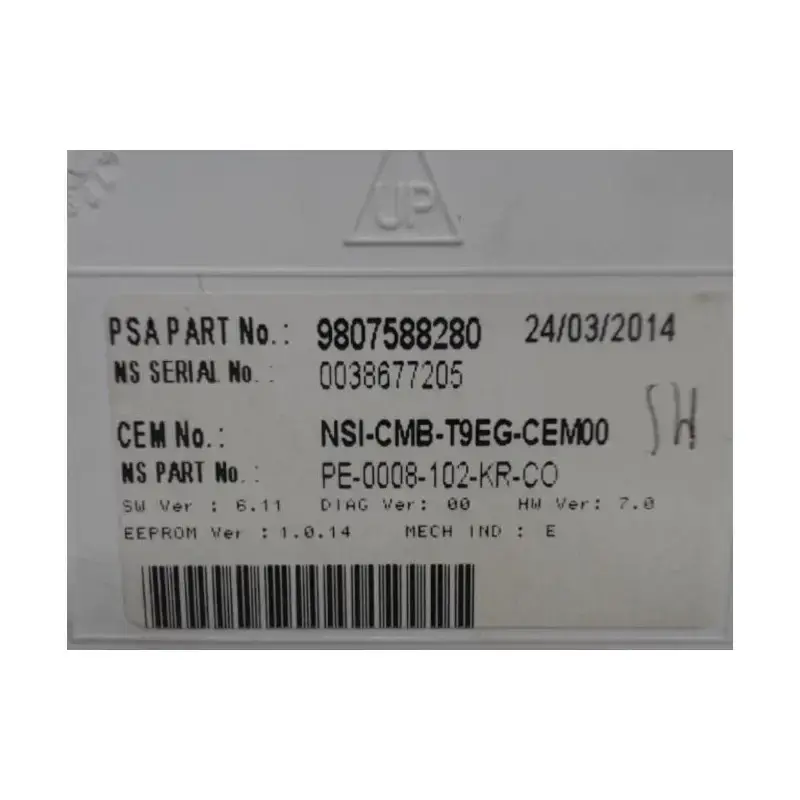 UP
PSA PART No.: 9807588280 24/03/2014
NS SERIAL No.: 0038677205
CEM No.: NSI-CMB-T9EG-CEM00 SH
NS PART No.: PE-0008-102-KR-CO
SW Ver : 6.11 DIAG Ver: 00 HW Ver: 7.0
EEPROM Ver : 1.0.14 MECH IND : E